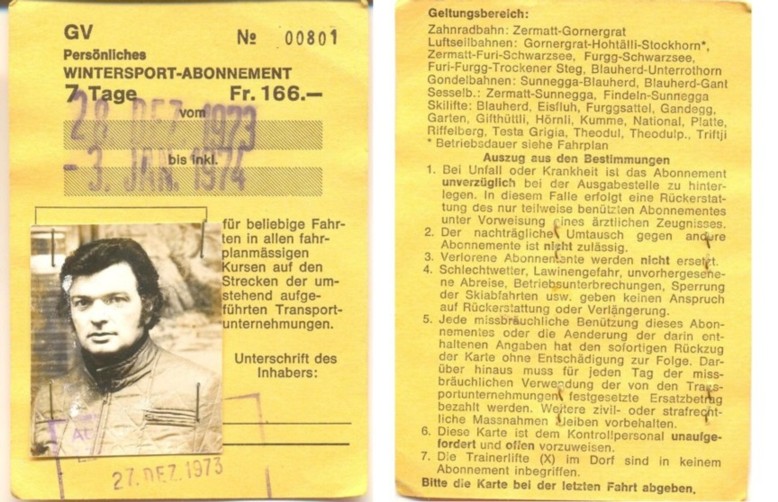 GV № 00801
Persönliches
WINTERSPORT-ABONNEMENT
7 Tage Fr. 166.—
28. DEZ. 1973
vom
bis inkl.
- 3. JAN. 1974
für beliebige Fahr-
ten in allen fahr-
planmässigen
Kursen auf den
Strecken der um-
stehend aufge-
führten Transport-
unternehmungen.
Unterschrift des
Inhabers:
27. DEZ. 1973
Geltungsbereich:
Zahnradbahn: Zermatt-Gornergrat
Luftseilbahnen: Gornergrat-Hohtälli-Stockhorn*,
Zermatt-Furi-Schwarzsee, Furgg-Schwarzsee,
Furi-Furgg-Trockener Steg, Blauherd-Unterrothorn
Gondelbahnen: Sunnegga-Blauherd, Blauherd-Gant
Sesselb.: Zermatt-Sunnegga, Findeln-Sunnegga
Skilifte: Blauherd, Eisfluh, Furggsattel, Gandegg,
Garten, Gifthüttli, Hörnli, Kumme, National, Platte,
Riffelberg, Testa Grigia, Theodul, Theodulp., Triftji
* Betriebsdauer siehe Fahrplan
Auszug aus den Bestimmungen
1. Bei Unfall oder Krankheit ist das Abonnement
unverzüglich bei der Ausgabestelle zu hinter-
legen. In diesem Falle erfolgt eine Rückerstat-
tung des nur teilweise benützten Abonnementes
unter Vorweisung eines ärztlichen Zeugnisses.
2. Der nachträgliche Umtausch gegen andere
Abonnemente ist nicht zulässig.
3. Verlorene Abonnemente werden nicht ersetzt.
4. Schlechtwetter, Lawinengefahr, unvorhergesehe-
ne Abreise, Betriebsunterbrechungen, Sperrung
der Skiabfahrten usw. geben keinen Anspruch
auf Rückerstattung oder Verlängerung.
5. Jede missbräuchliche Benützung dieses Abon-
nementes oder die Aenderung der darin ent-
haltenen Angaben hat den sofortigen Rückzug
der Karte ohne Entschädigung zur Folge. Dar-
über hinaus muss für jeden Tag der miss-
bräuchlichen Verwendung der von den Trans-
portunternehmungen festgesetzte Ersatzbetrag
bezahlt werden. Weitere zivil- oder strafrecht-
liche Massnahmen bleiben vorbehalten.
6. Diese Karte ist dem Kontrollpersonal unaufge-
fordert und offen vorzuweisen.
7. Die Trainerlifte (X) im Dorf sind in keinem
Abonnement inbegriffen.
Bitte die Karte bei der letzten Fahrt abgeben.